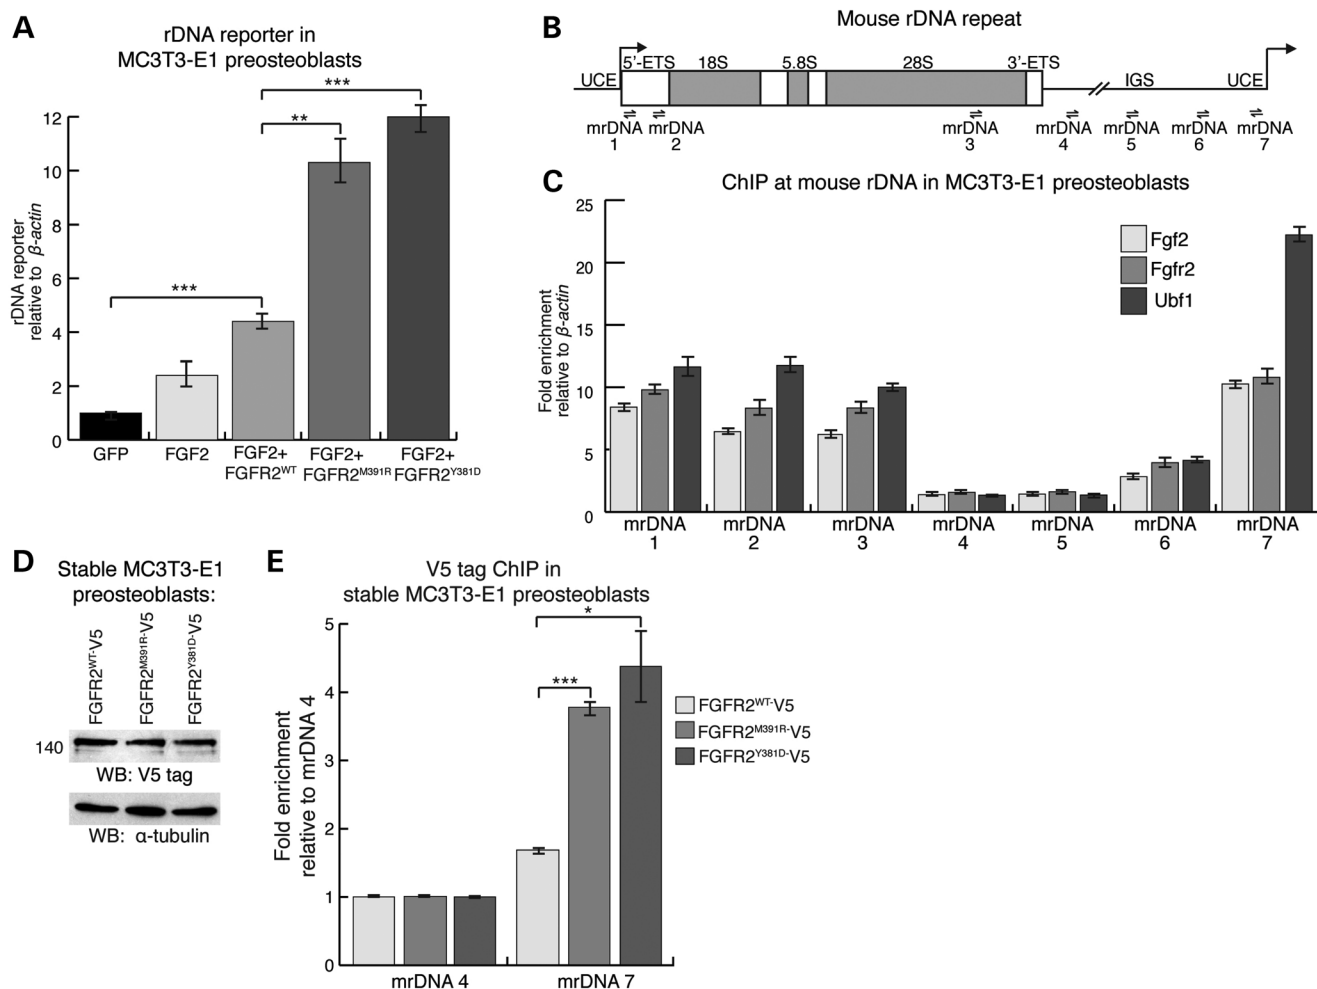 A
rDNA reporter in
MC3T3-E1 preosteoblasts
***
**
***
rDNA reporter
relative to β-actin
12
10
8
6
4
2
0
GFP
FGF2
FGF2+
FGFR2WT
FGF2+
FGFR2M391R
FGF2+
FGFR2Y381D
B
Mouse rDNA repeat
UCE
5'-ETS
18S
5.8S
28S
3'-ETS
IGS
UCE
mrDNA
1
mrDNA
2
mrDNA
3
mrDNA
4
mrDNA
5
mrDNA
6
mrDNA
7
C
ChIP at mouse rDNA in MC3T3-E1 preosteoblasts
Fold enrichment
relative to β-actin
25
20
15
10
5
0
Fgf2
Fgfr2
Ubf1
mrDNA
1
mrDNA
2
mrDNA
3
mrDNA
4
mrDNA
5
mrDNA
6
mrDNA
7
D
Stable MC3T3-E1
preosteoblasts:
FGFR2WT-V5
FGFR2M391R-V5
FGFR2Y381D-V5
140
WB: V5 tag
WB: α-tubulin
E
V5 tag ChIP in
stable MC3T3-E1 preosteoblasts
*
***
Fold enrichment
relative to mrDNA 4
5
4
3
2
1
0
mrDNA 4
mrDNA 7
FGFR2WT-V5
FGFR2M391R-V5
FGFR2Y381D-V5